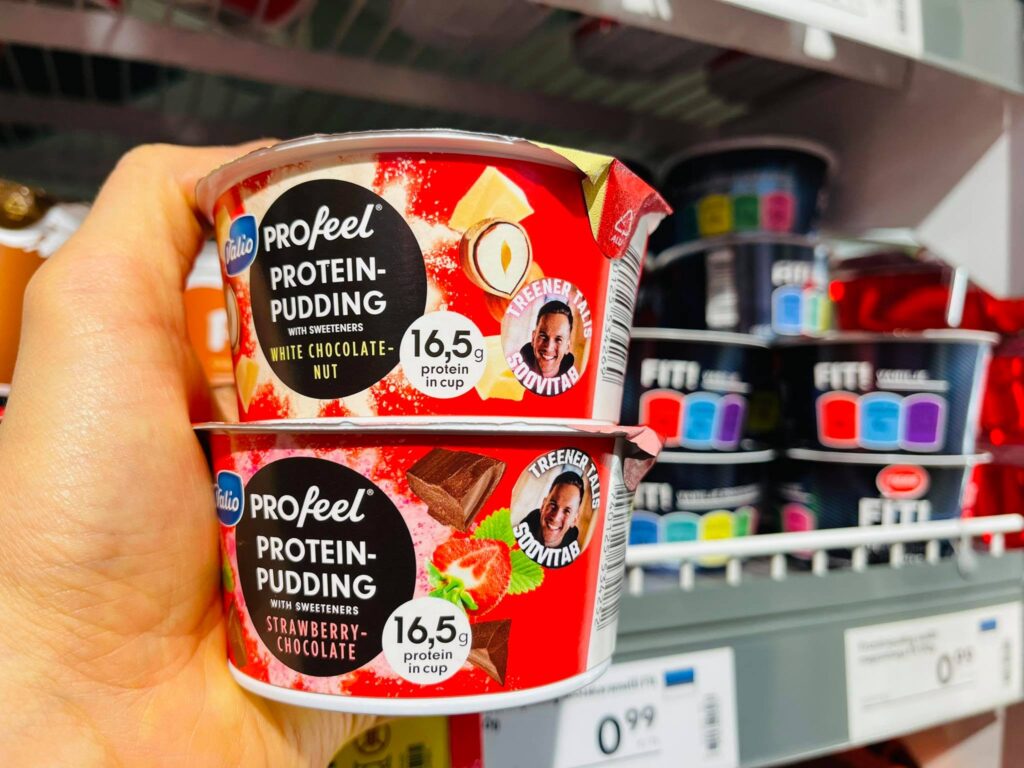 Valio
PROfeel®
PROTEIN-
PUDDING
WITH SWEETENERS
WHITE CHOCOLATE-
NUT
16,5g
protein
in cup
TREENER TALIS
SOOVITAB
Valio
PROfeel®
PROTEIN-
PUDDING
WITH SWEETENERS
STRAWBERRY-
CHOCOLATE
16,5g
protein
in cup
TREENER TALIS
SOOVITAB
FIT!
FIT!
FIT!
FIT!
0 99
0 99